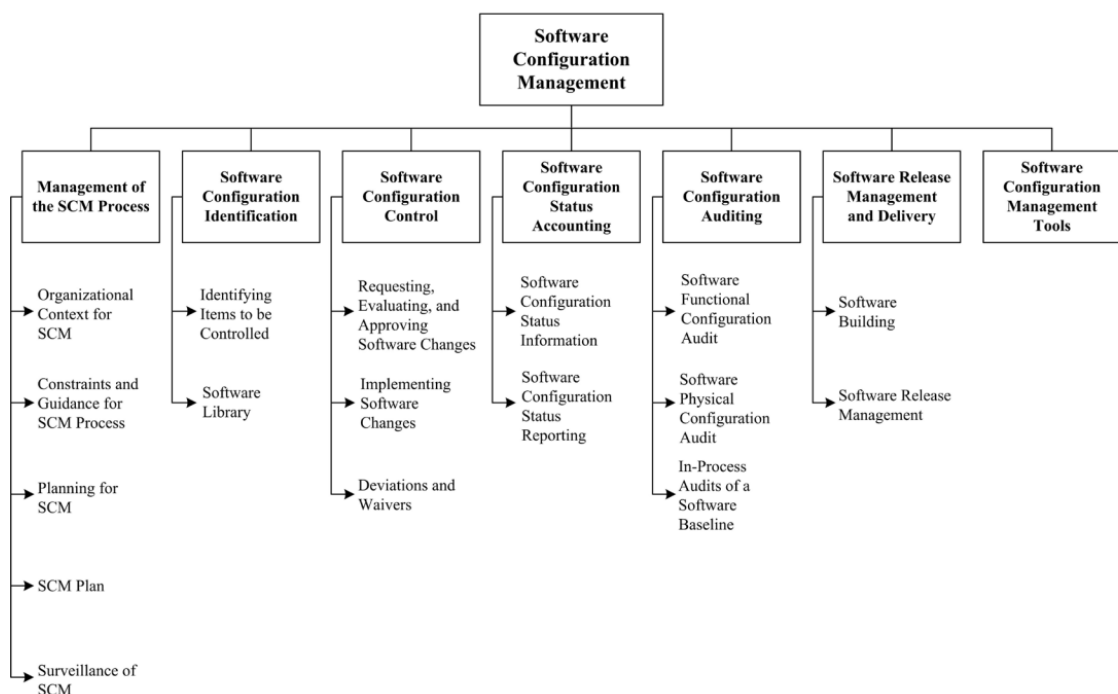 Software
Configuration
Management
Management of
the SCM Process
Software
Configuration
Identification
Software
Configuration
Control
Software
Configuration
Status
Accounting
Software
Configuration
Auditing
Software Release
Management
and Delivery
Software
Configuration
Management
Tools
Organizational
Context for
SCM
Constraints and
Guidance for
SCM Process
Planning for
SCM
SCM Plan
Surveillance of
SCM
Identifying
Items to be
Controlled
Software
Library
Requesting,
Evaluating, and
Approving
Software Changes
Implementing
Software
Changes
Deviations and
Waivers
Software
Configuration
Status
Information
Software
Configuration
Status
Reporting
Software
Functional
Configuration
Audit
Software
Physical
Configuration
Audit
In-Process
Audits of a
Software
Baseline
Software
Building
Software Release
Management